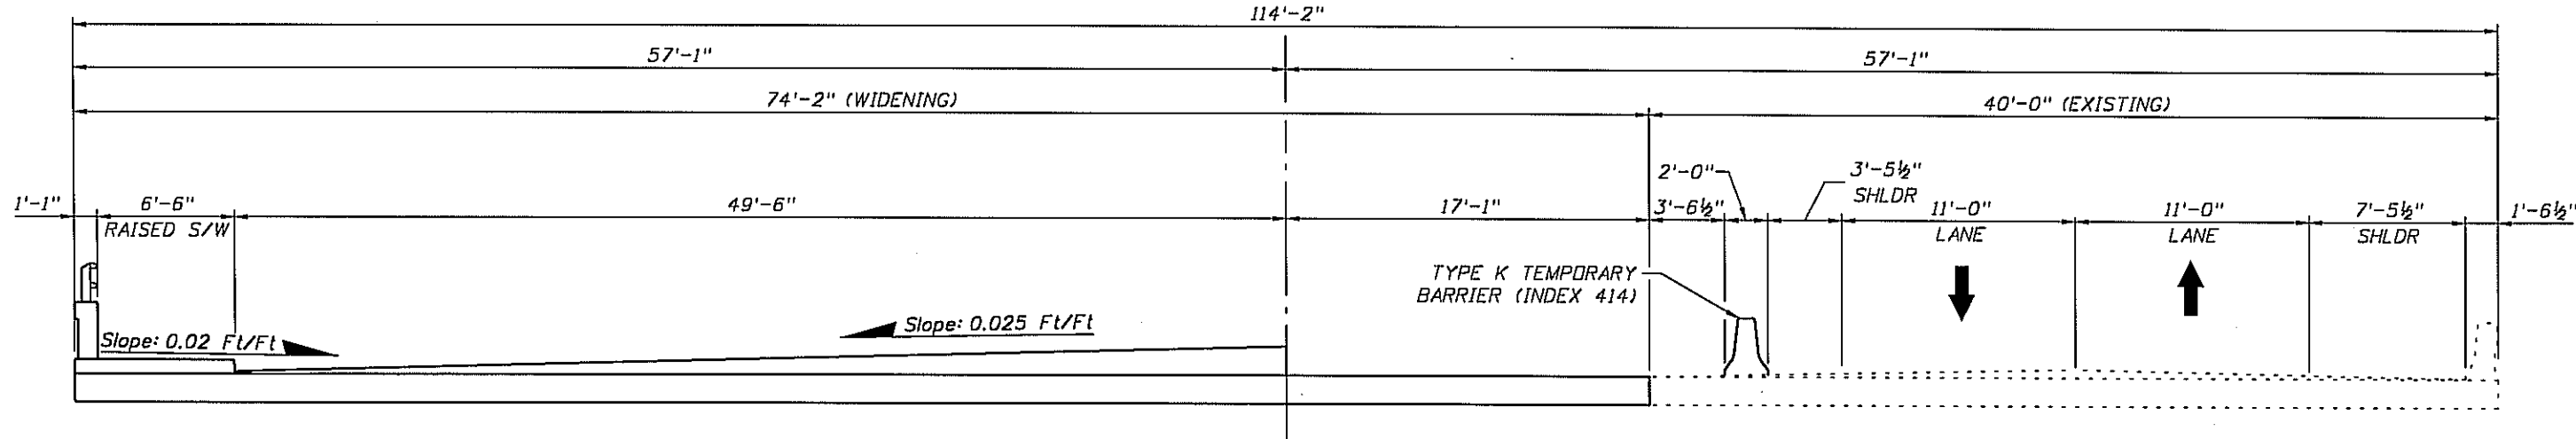 114'-2"
57'-1"
57'-1"
74'-2" (WIDENING)
40'-0" (EXISTING)
1'-1"
6'-6"
RAISED S/W
49'-6"
17'-1"
3'-6½"
2'-0"
3'-5½"
SHLDR
11'-0"
LANE
11'-0"
LANE
7'-5½"
SHLDR
1'-6½"
TYPE K TEMPORARY
BARRIER (INDEX 414)
Slope: 0.02 Ft/Ft
Slope: 0.025 Ft/Ft